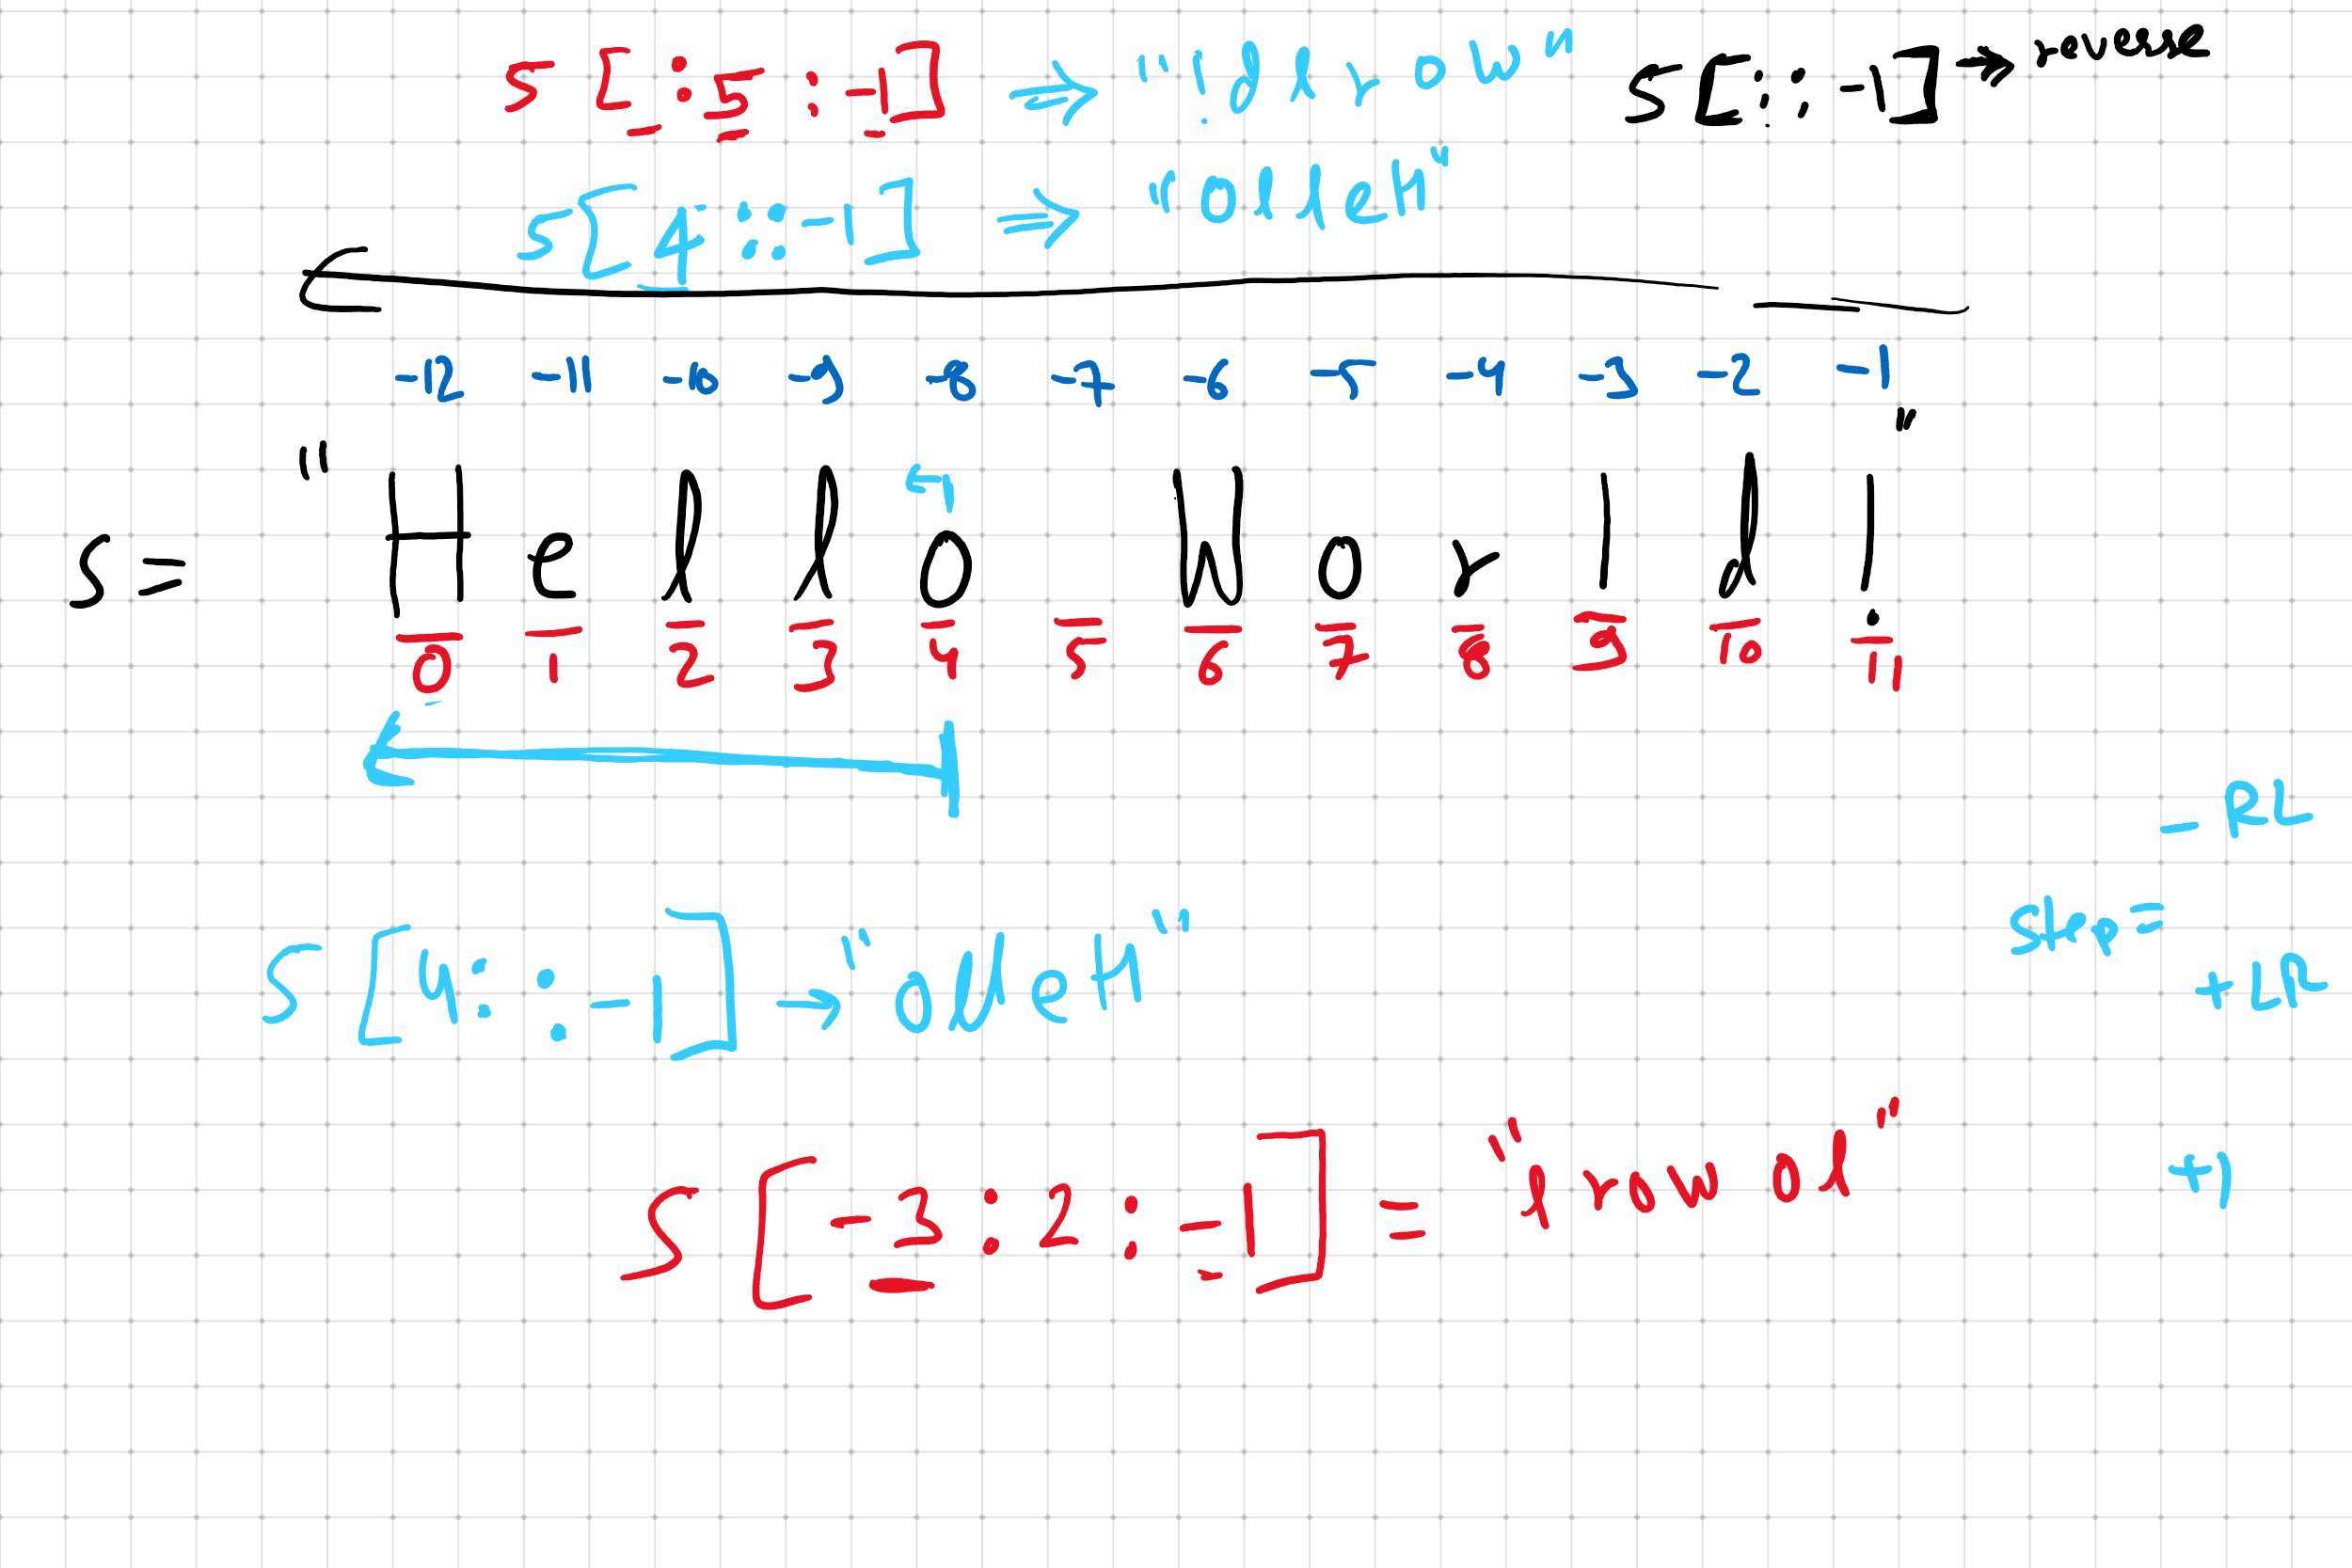 s[:5:-1] ⇒ "!dlroW"
s[::-1] → reverse
s[4::-1] ⇒ "olleH"
-12 -11 -10 -9 -8 -7 -6 -5 -4 -3 -2 -1
s = "Hello World!"
0 1 2 3 4 5 6 7 8 9 10 11
- RL
step =
+ LR
s[4::-1] → "olleH"
+1
s[-3:2:-1] = "lrow ol"